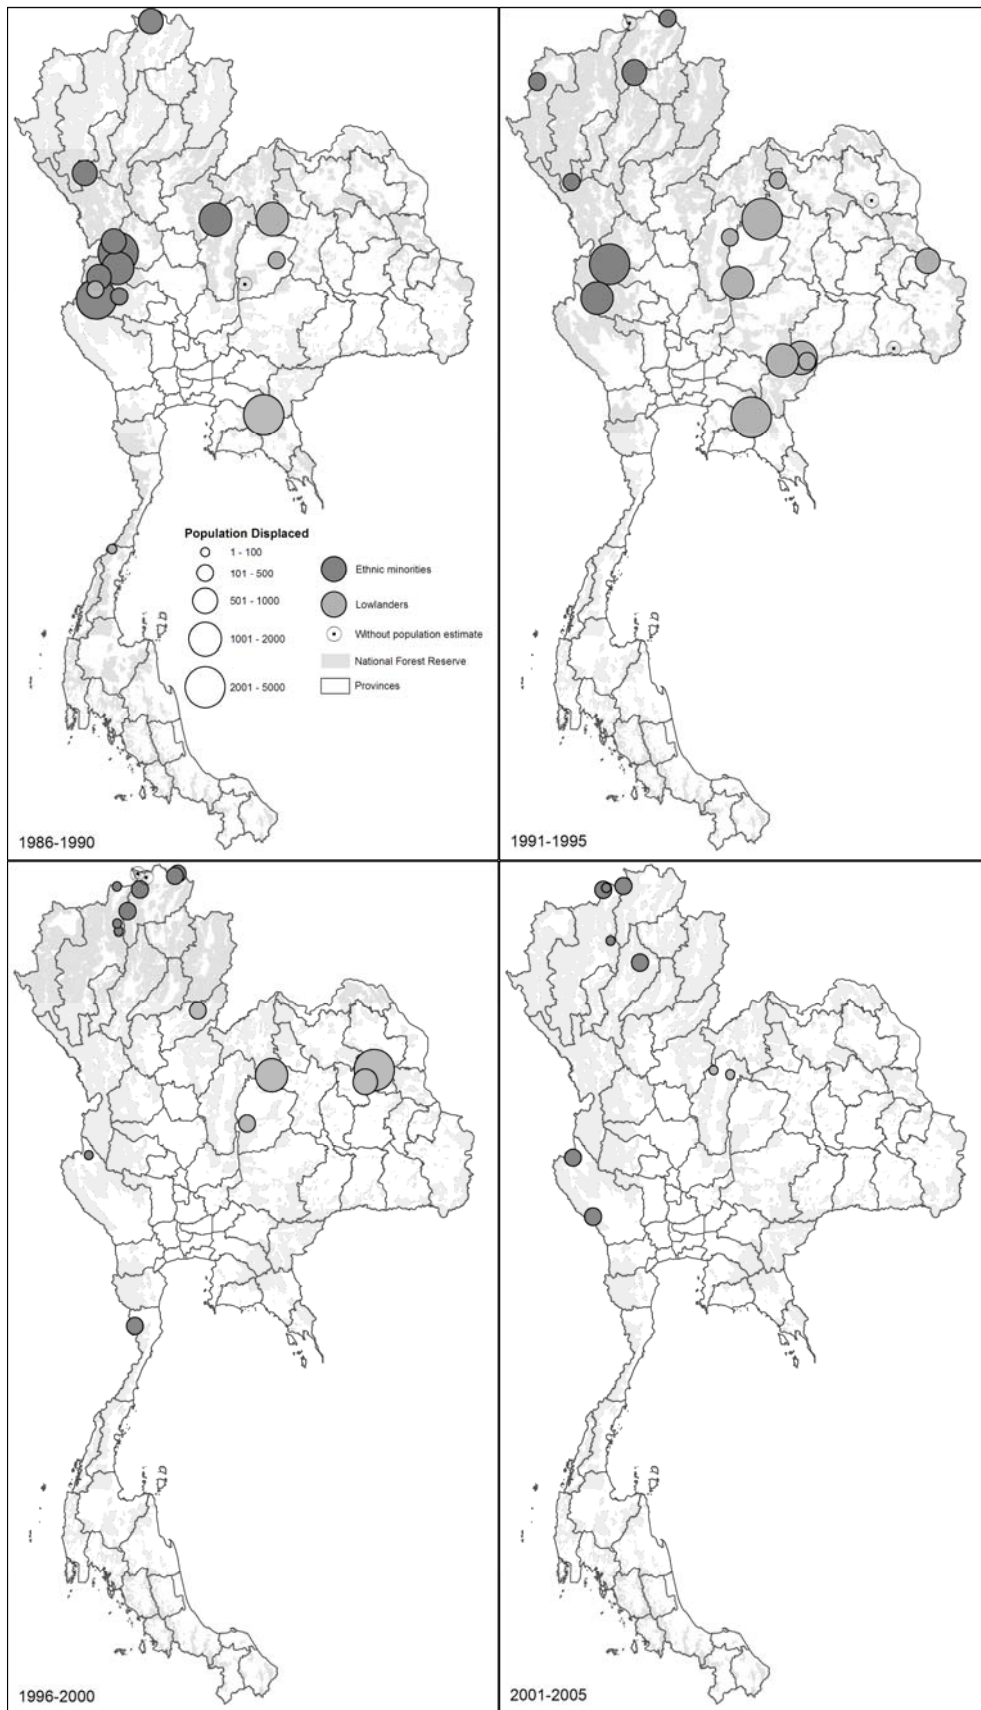 Population Displaced
1 - 100
101 - 500
501 - 1000
1001 - 2000
2001 - 5000
Ethnic minorities
Lowlanders
Without population estimate
National Forest Reserve
Provinces
1986-1990
1991-1995
1996-2000
2001-2005